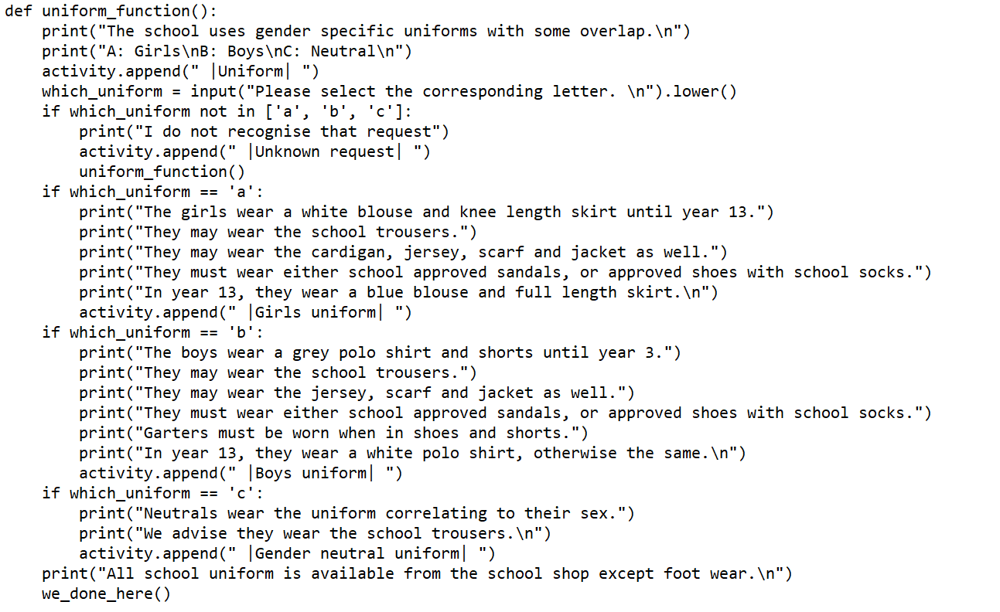 def uniform_function():
    print("The school uses gender specific uniforms with some overlap.\n")
    print("A: Girls\nB: Boys\nC: Neutral\n")
    activity.append(" |Uniform| ")
    which_uniform = input("Please select the corresponding letter. \n").lower()
    if which_uniform not in ['a', 'b', 'c']:
        print("I do not recognise that request")
        activity.append(" |Unknown request| ")
        uniform_function()
    if which_uniform == 'a':
        print("The girls wear a white blouse and knee length skirt until year 13.")
        print("They may wear the school trousers.")
        print("They may wear the cardigan, jersey, scarf and jacket as well.")
        print("They must wear either school approved sandals, or approved shoes with school socks.")
        print("In year 13, they wear a blue blouse and full length skirt.\n")
        activity.append(" |Girls uniform| ")
    if which_uniform == 'b':
        print("The boys wear a grey polo shirt and shorts until year 3.")
        print("They may wear the school trousers.")
        print("They may wear the jersey, scarf and jacket as well.")
        print("They must wear either school approved sandals, or approved shoes with school socks.")
        print("Garters must be worn when in shoes and shorts.")
        print("In year 13, they wear a white polo shirt, otherwise the same.\n")
        activity.append(" |Boys uniform| ")
    if which_uniform == 'c':
        print("Neutrals wear the uniform correlating to their sex.")
        print("We advise they wear the school trousers.\n")
        activity.append(" |Gender neutral uniform| ")
    print("All school uniform is available from the school shop except foot wear.\n")
    we_done_here()